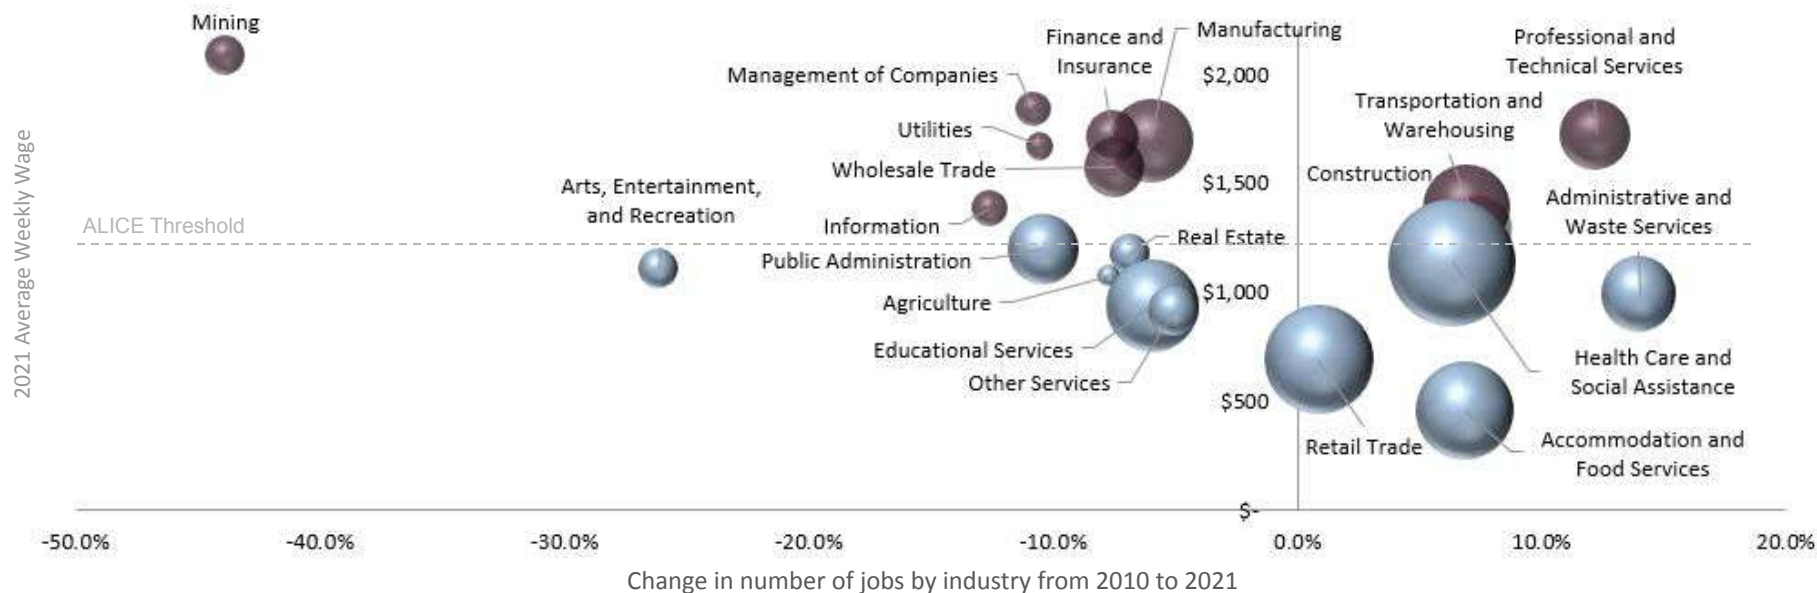 Mining
Finance and
Insurance
Manufacturing
Professional and
Technical Services
Management of Companies
$2,000
Transportation and
Warehousing
Utilities
Wholesale Trade
$1,500
Construction
Arts, Entertainment,
and Recreation
Administrative and
Waste Services
ALICE Threshold
Information
Real Estate
Public Administration
Agriculture
$1,000
Educational Services
Other Services
Health Care and
Social Assistance
$500
Retail Trade
Accommodation and
Food Services
$-
-50.0%
-40.0%
-30.0%
-20.0%
-10.0%
0.0%
10.0%
20.0%
2021 Average Weekly Wage
Change in number of jobs by industry from 2010 to 2021